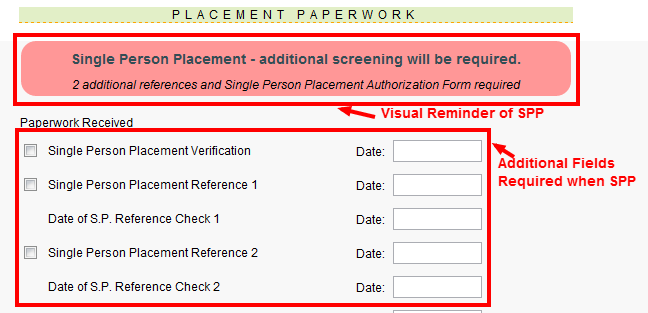 PLACEMENT PAPERWORK
Single Person Placement - additional screening will be required.
2 additional references and Single Person Placement Authorization Form required
Visual Reminder of SPP
Paperwork Received
Single Person Placement Verification Date:
Additional Fields
Required when SPP
Single Person Placement Reference 1 Date:
Date of S.P. Reference Check 1 Date:
Single Person Placement Reference 2 Date:
Date of S.P. Reference Check 2 Date: